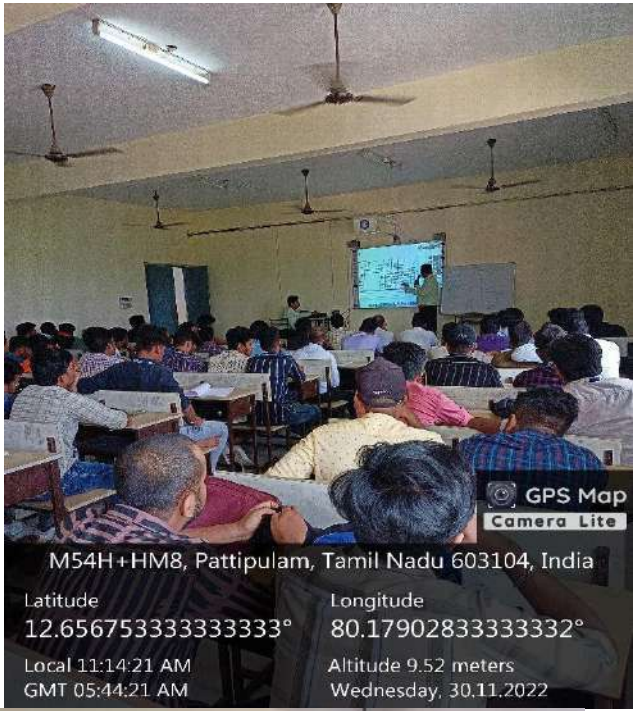 GPS Map
Camera Lite
M54H+HM8, Pattipulam, Tamil Nadu 603104, India
Latitude
12.656753333333333°
Longitude
80.17902833333332°
Local 11:14:21 AM
GMT 05:44:21 AM
Altitude 9.52 meters
Wednesday, 30.11.2022